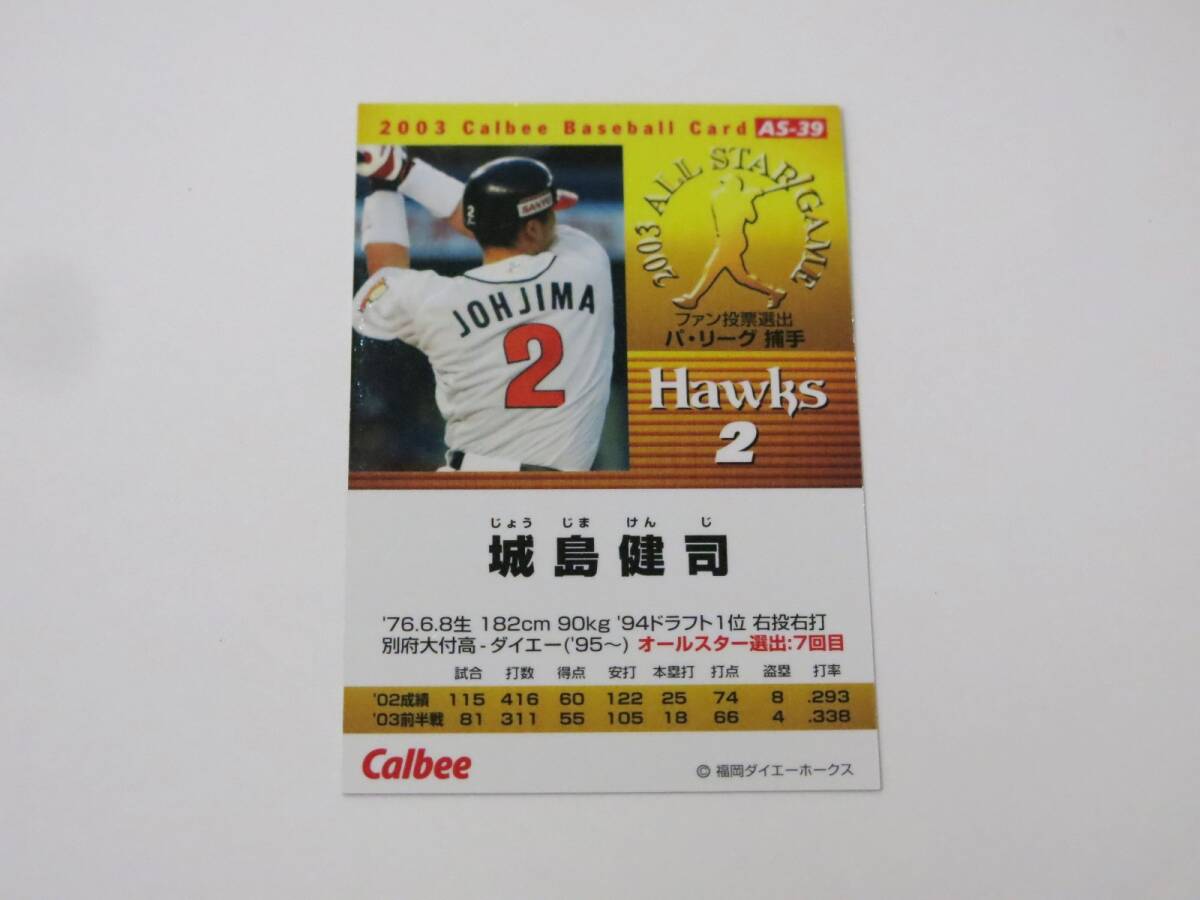 2003 Calbee Baseball Card AS-39
2003 ALL STAR GAME
2
SANYO
JOHJIMA
2
ファン投票選出
パ・リーグ 捕手
Hawks
2
じょう じま けん じ
城島健司
'76.6.8生 182cm 90kg '94ドラフト1位 右投右打
別府大付高-ダイエー('95〜) オールスター選出:7回目
試合 打数 得点 安打 本塁打 打点 盗塁 打率
'02成績 115 416 60 122 25 74 8 .293
'03前半戦 81 311 55 105 18 66 4 .338
Calbee
© 福岡ダイエーホークス